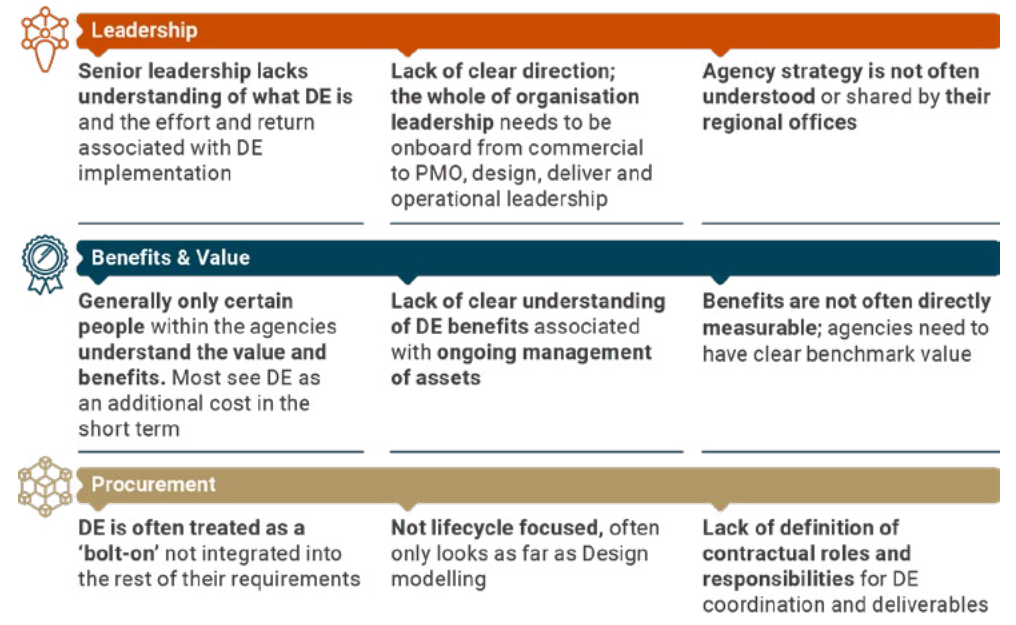 Leadership
Senior leadership lacks
understanding of what DE is
and the effort and return
associated with DE
implementation
Lack of clear direction;
the whole of organisation
leadership needs to be
onboard from commercial
to PMO, design, deliver and
operational leadership
Agency strategy is not often
understood or shared by their
regional offices
Benefits & Value
Generally only certain
people within the agencies
understand the value and
benefits. Most see DE as
an additional cost in the
short term
Lack of clear understanding
of DE benefits associated
with ongoing management
of assets
Benefits are not often directly
measurable; agencies need to
have clear benchmark value
Procurement
DE is often treated as a
‘bolt-on’ not integrated into
the rest of their requirements
Not lifecycle focused, often
only looks as far as Design
modelling
Lack of definition of
contractual roles and
responsibilities for DE
coordination and deliverables